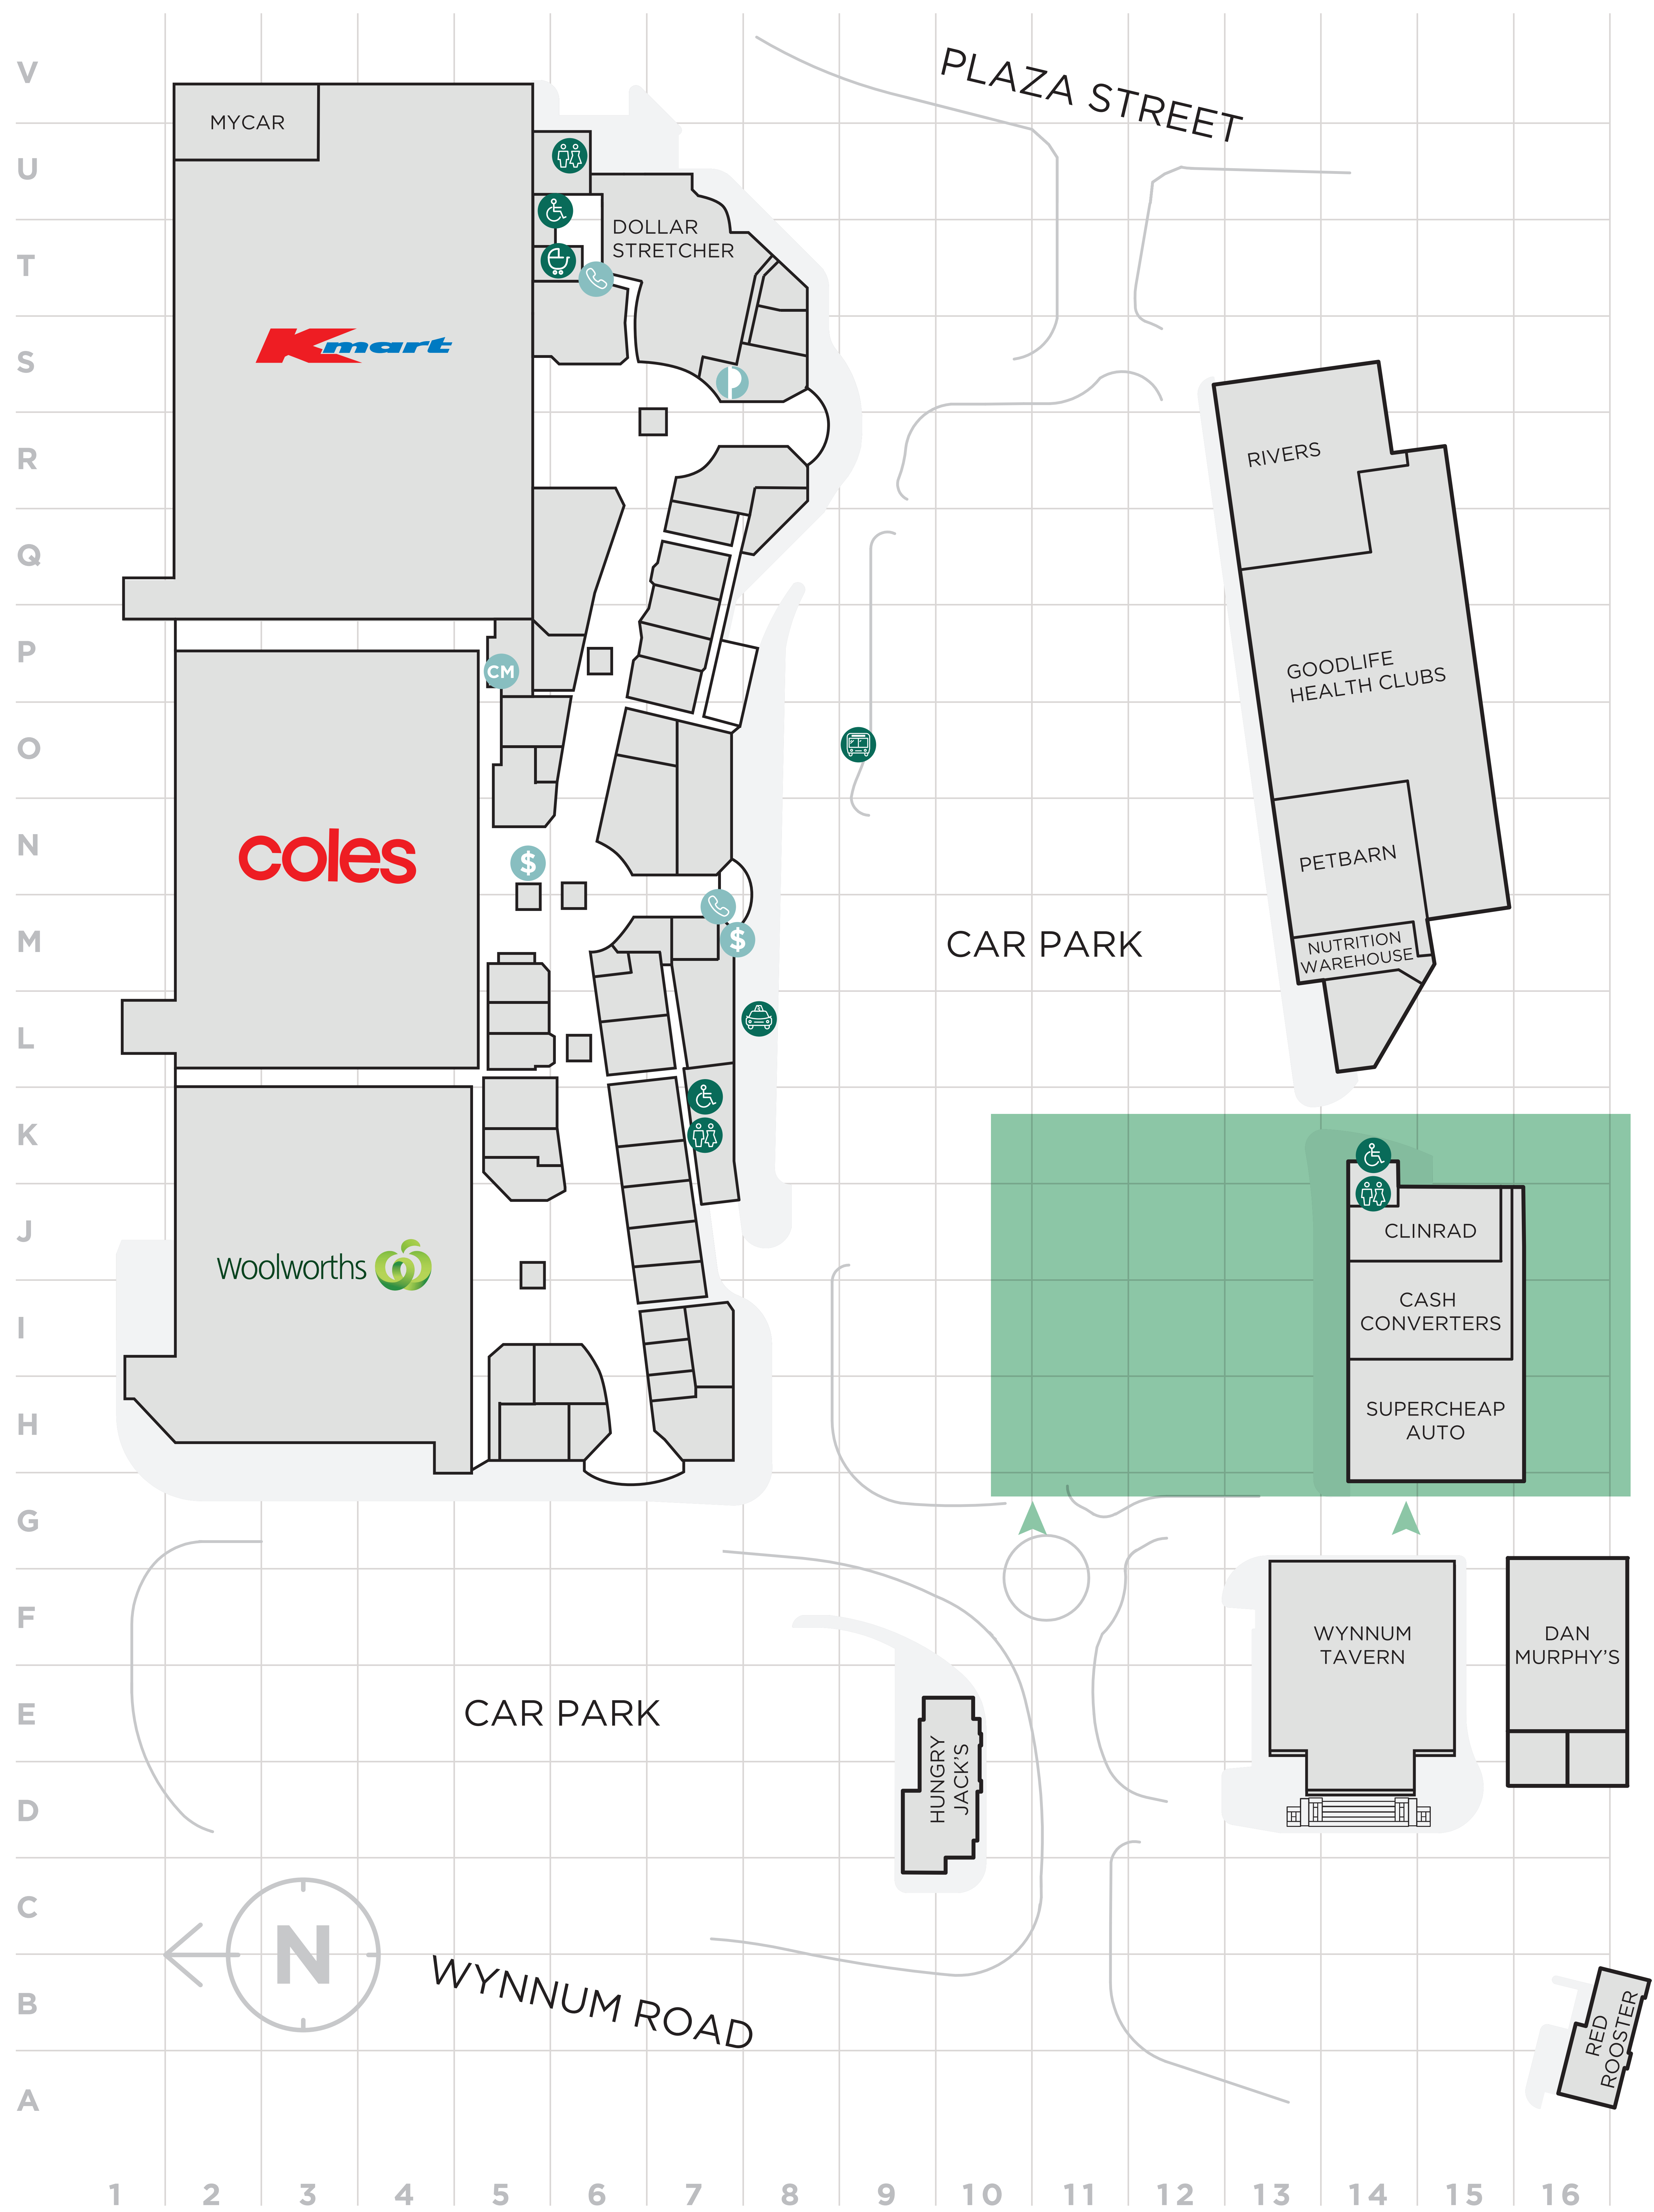 V
PLAZA STREET
MYCAR
U
DOLLAR
STRETCHER
T
Kmart
S
RIVERS
R
Q
P
CM
GOODLIFE
HEALTH CLUBS
O
N
coles
$
PETBARN
M
$
CAR PARK
NUTRITION
WAREHOUSE
L
K
J
CLINRAD
Woolworths
I
CASH
CONVERTERS
H
SUPERCHEAP
AUTO
G
F
WYNNUM
TAVERN
DAN
MURPHY'S
E
CAR PARK
HUNGRY
JACK'S
D
C
N
WYNNUM ROAD
B
RED
ROOSTER
A
1 2 3 4 5 6 7 8 9 10 11 12 13 14 15 16